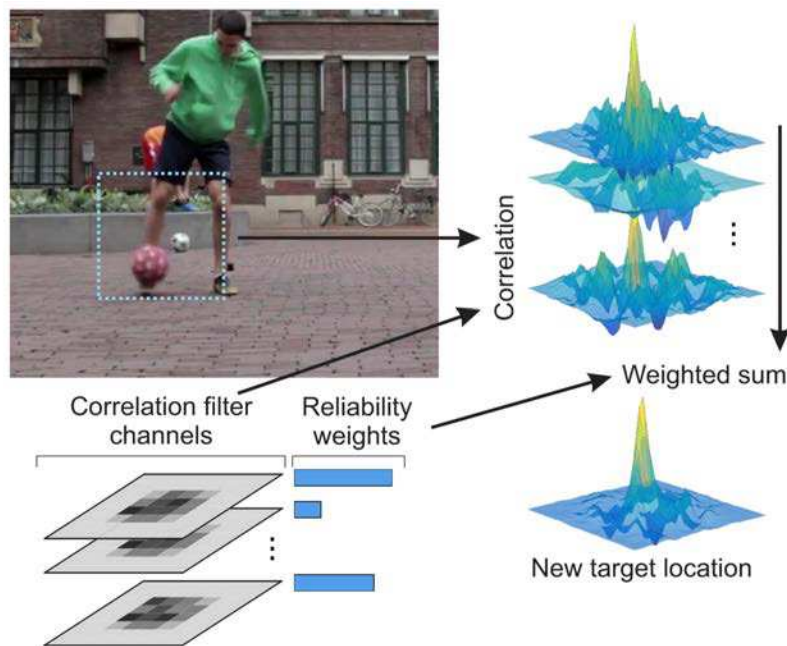 Correlation
Weighted sum
Correlation filter
channels
Reliability
weights
New target location